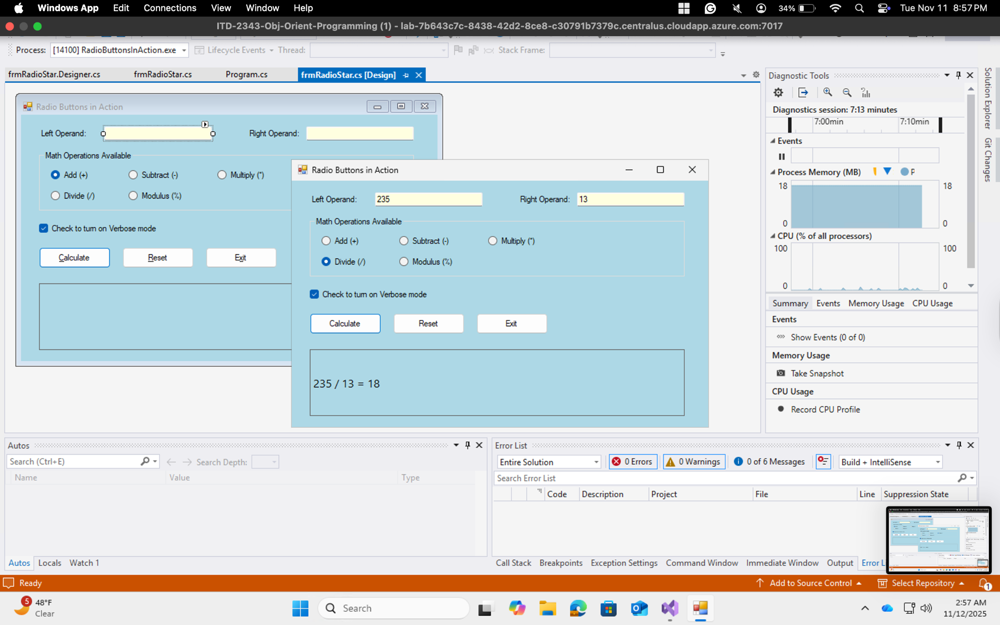 Windows App Edit Connections View Window Help 34% Tue Nov 11 8:57 PM
ITD-2343-Obj-Orient-Programming (1) - lab-7b643c7c-8438-42d2-8ce8-c30791b7379c.centralus.cloudapp.azure.com:7017
Process: [14100] RadioButtonsInAction.exe Lifecycle Events Thread: Stack Frame:
frmRadioStar.Designer.cs frmRadioStar.cs Program.cs frmRadioStar.cs [Design]
Radio Buttons in Action
Left Operand: Right Operand:
Math Operations Available
Add (+) Subtract (-) Multiply (*)
Divide (/) Modulus (%)
Check to turn on Verbose mode
Calculate Reset Exit
Radio Buttons in Action
Left Operand: 235 Right Operand: 13
Math Operations Available
Add (+) Subtract (-) Multiply (*)
Divide (/) Modulus (%)
Check to turn on Verbose mode
Calculate Reset Exit
235 / 13 = 18
Diagnostic Tools
Diagnostics session: 7:13 minutes
7:00min 7:10min
Events
Process Memory (MB) P
18 18
0 0
CPU (% of all processors)
100 100
0 0
Summary Events Memory Usage CPU Usage
Events
Show Events (0 of 0)
Memory Usage
Take Snapshot
CPU Usage
Record CPU Profile
Solution Explorer
Git Changes
Autos
Search (Ctrl+E) Search Depth:
Name Value Type
Autos Locals Watch 1
Error List
Entire Solution 0 Errors 0 Warnings 0 of 6 Messages Build + IntelliSense
Search Error List
Code Description Project File Line Suppression State
Call Stack Breakpoints Exception Settings Command Window Immediate Window Output Error Li
Ready Add to Source Control Select Repository 1
5 48°F
Clear
Search
2:57 AM
11/12/2025